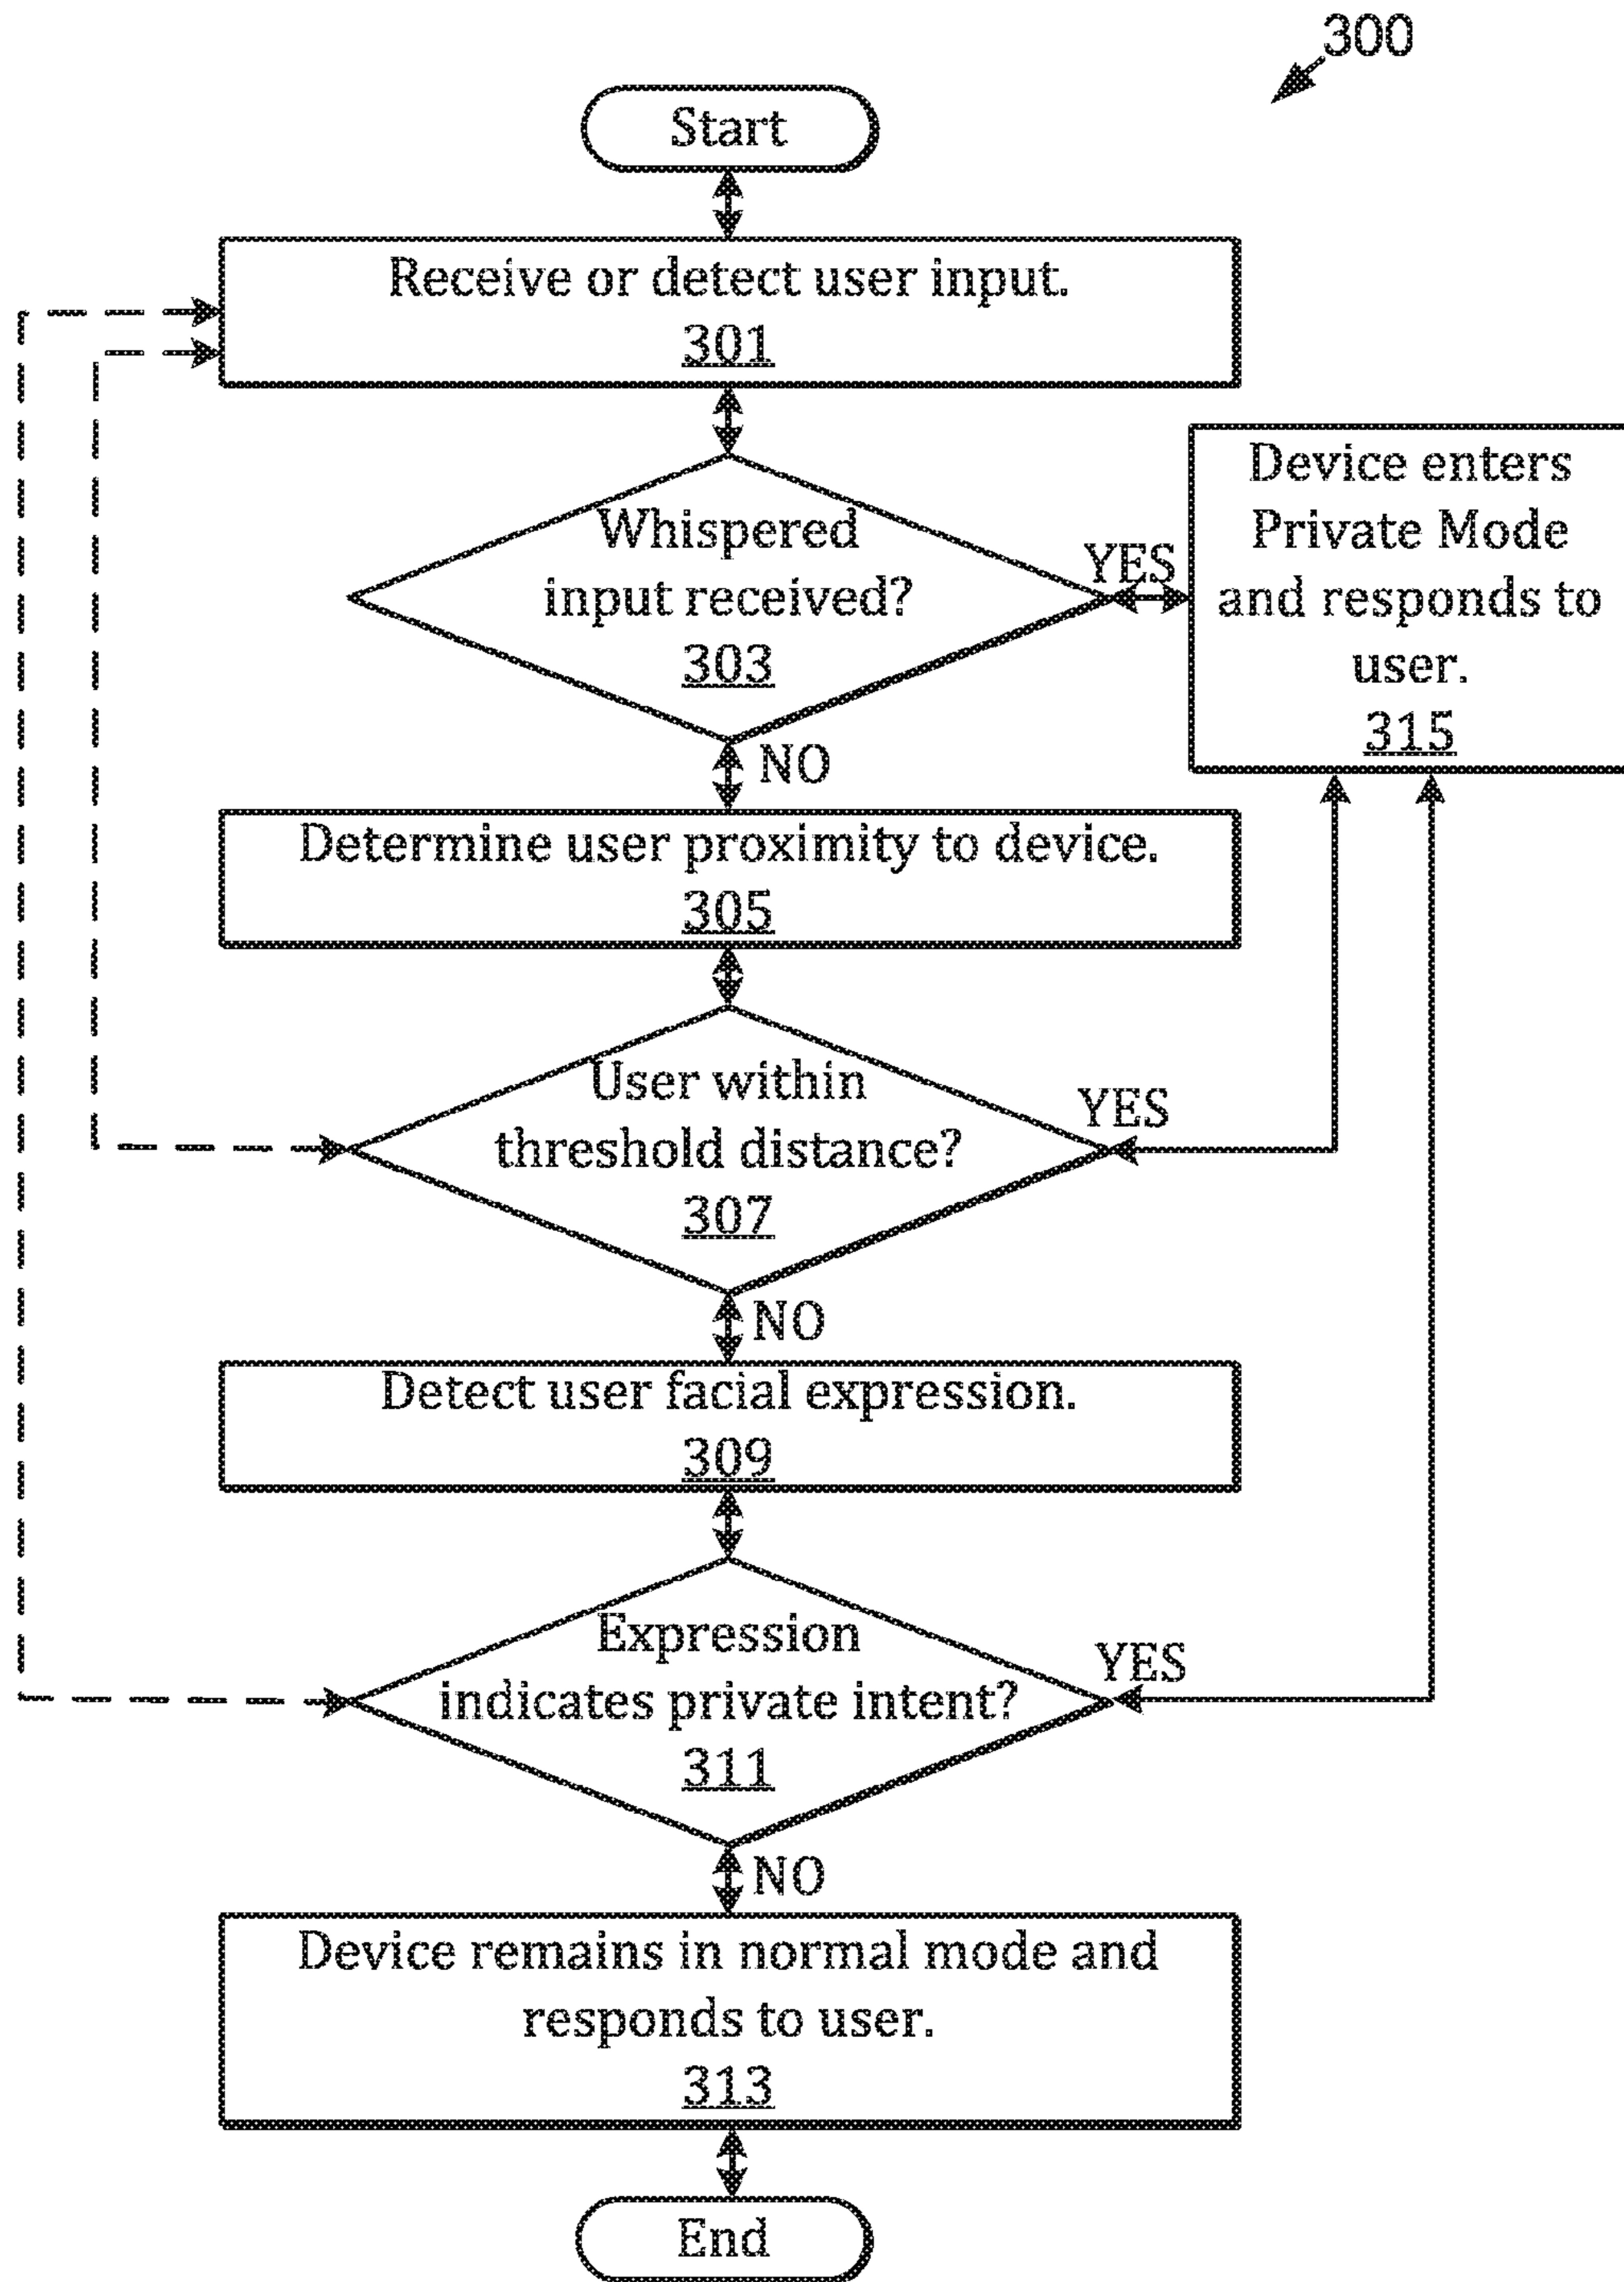 300
Start
Receive or detect user input.
301
Whispered
input received?
303
YES
Device enters
Private Mode
and responds to
user.
315
NO
Determine user proximity to device.
305
User within
threshold distance?
307
YES
NO
Detect user facial expression.
309
Expression
indicates private intent?
311
YES
NO
Device remains in normal mode and
responds to user.
313
End